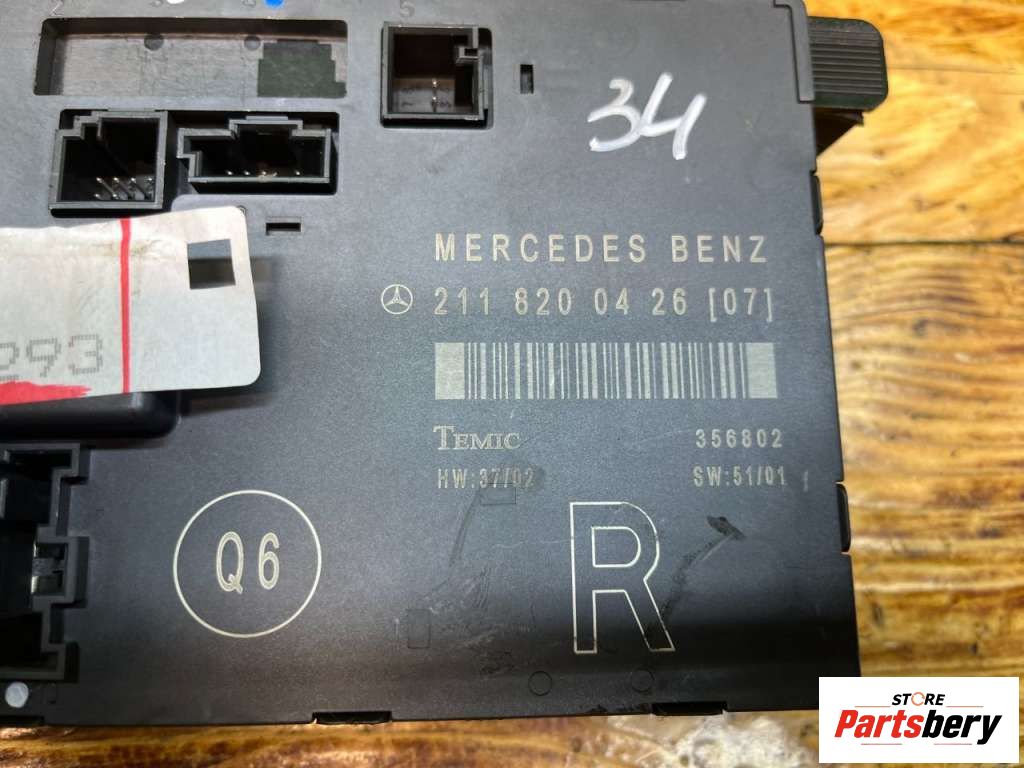 5
34
MERCEDES BENZ
211 820 04 26 [07]
293
TEMIC 356802
HW:37/02 SW:51/01
Q6
R
STORE
Partsbery